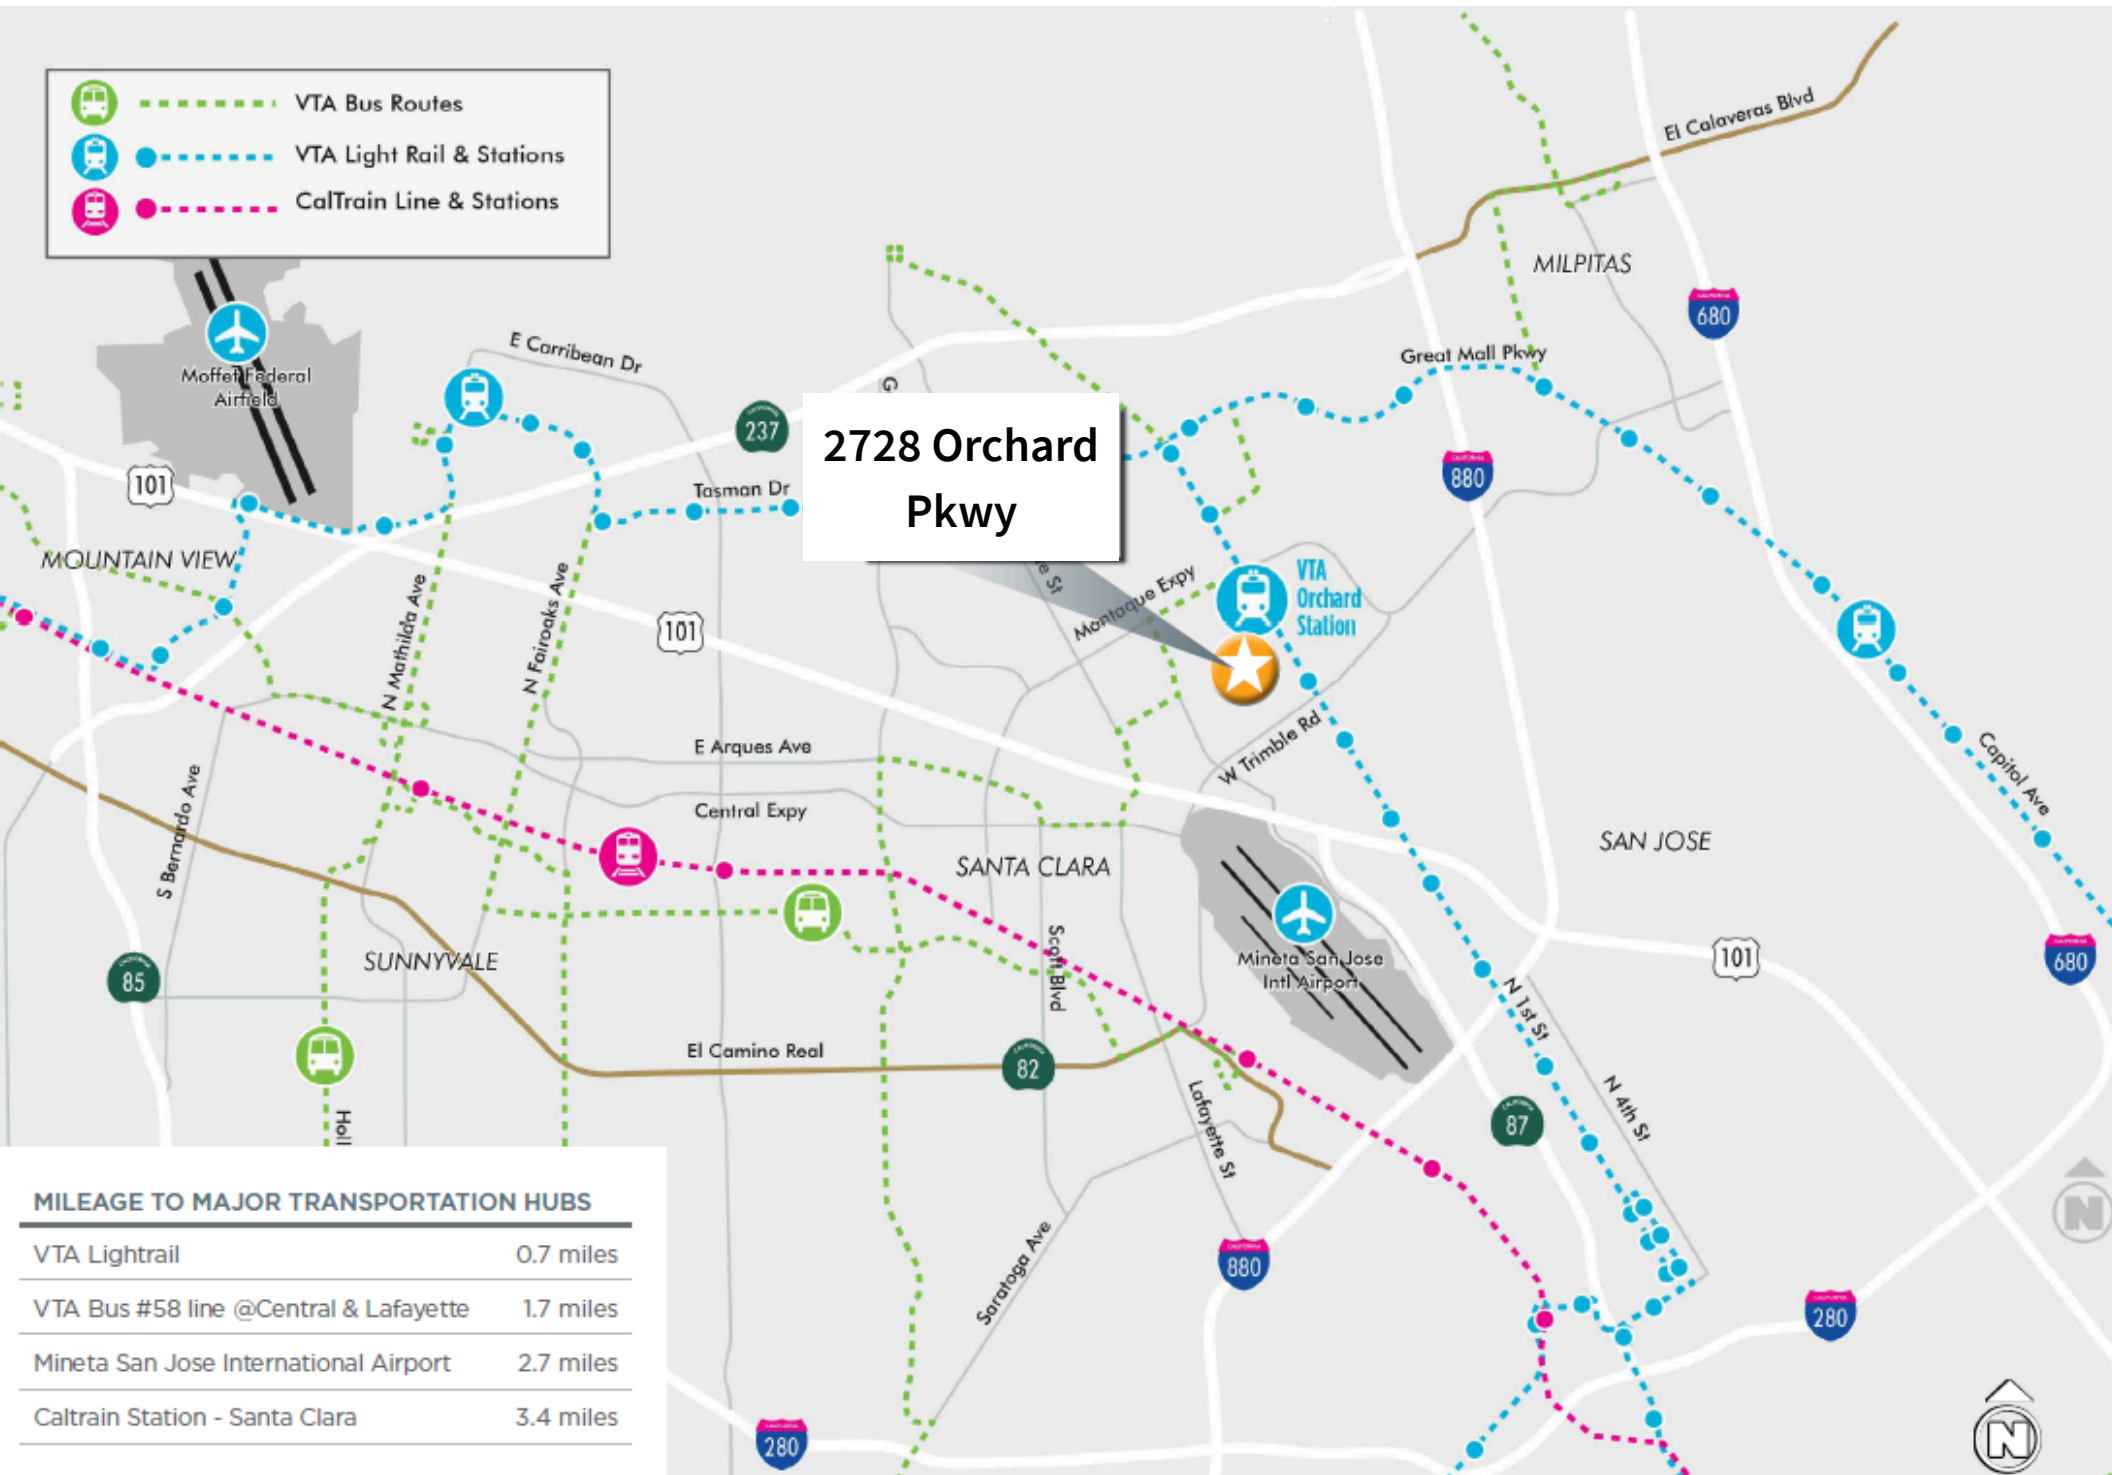 VTA Bus Routes
VTA Light Rail & Stations
CalTrain Line & Stations
El Calaveras Blvd
MILPITAS
680
Great Mall Pkwy
E Carribean Dr
Moffet Federal
Airfield
G
237
2728 Orchard
Pkwy
880
101
Tasman Dr
MOUNTAIN VIEW
VTA
Orchard
Station
Montaque Expy
N Mathilda Ave
N Fairoaks Ave
101
W Trimble Rd
E Arques Ave
Central Expy
Capitol Ave
S Bernardo Ave
SAN JOSE
SANTA CLARA
Scott Blvd
SUNNYVALE
85
Mineta San Jose
Intl Airport
101
680
N 1st St
El Camino Real
82
87
N 4th St
Lafayette St
Holl
Saratoga Ave
880
280
280
N
N
MILEAGE TO MAJOR TRANSPORTATION HUBS
VTA Lightrail 0.7 miles
VTA Bus #58 line @Central & Lafayette 1.7 miles
Mineta San Jose International Airport 2.7 miles
Caltrain Station - Santa Clara 3.4 miles